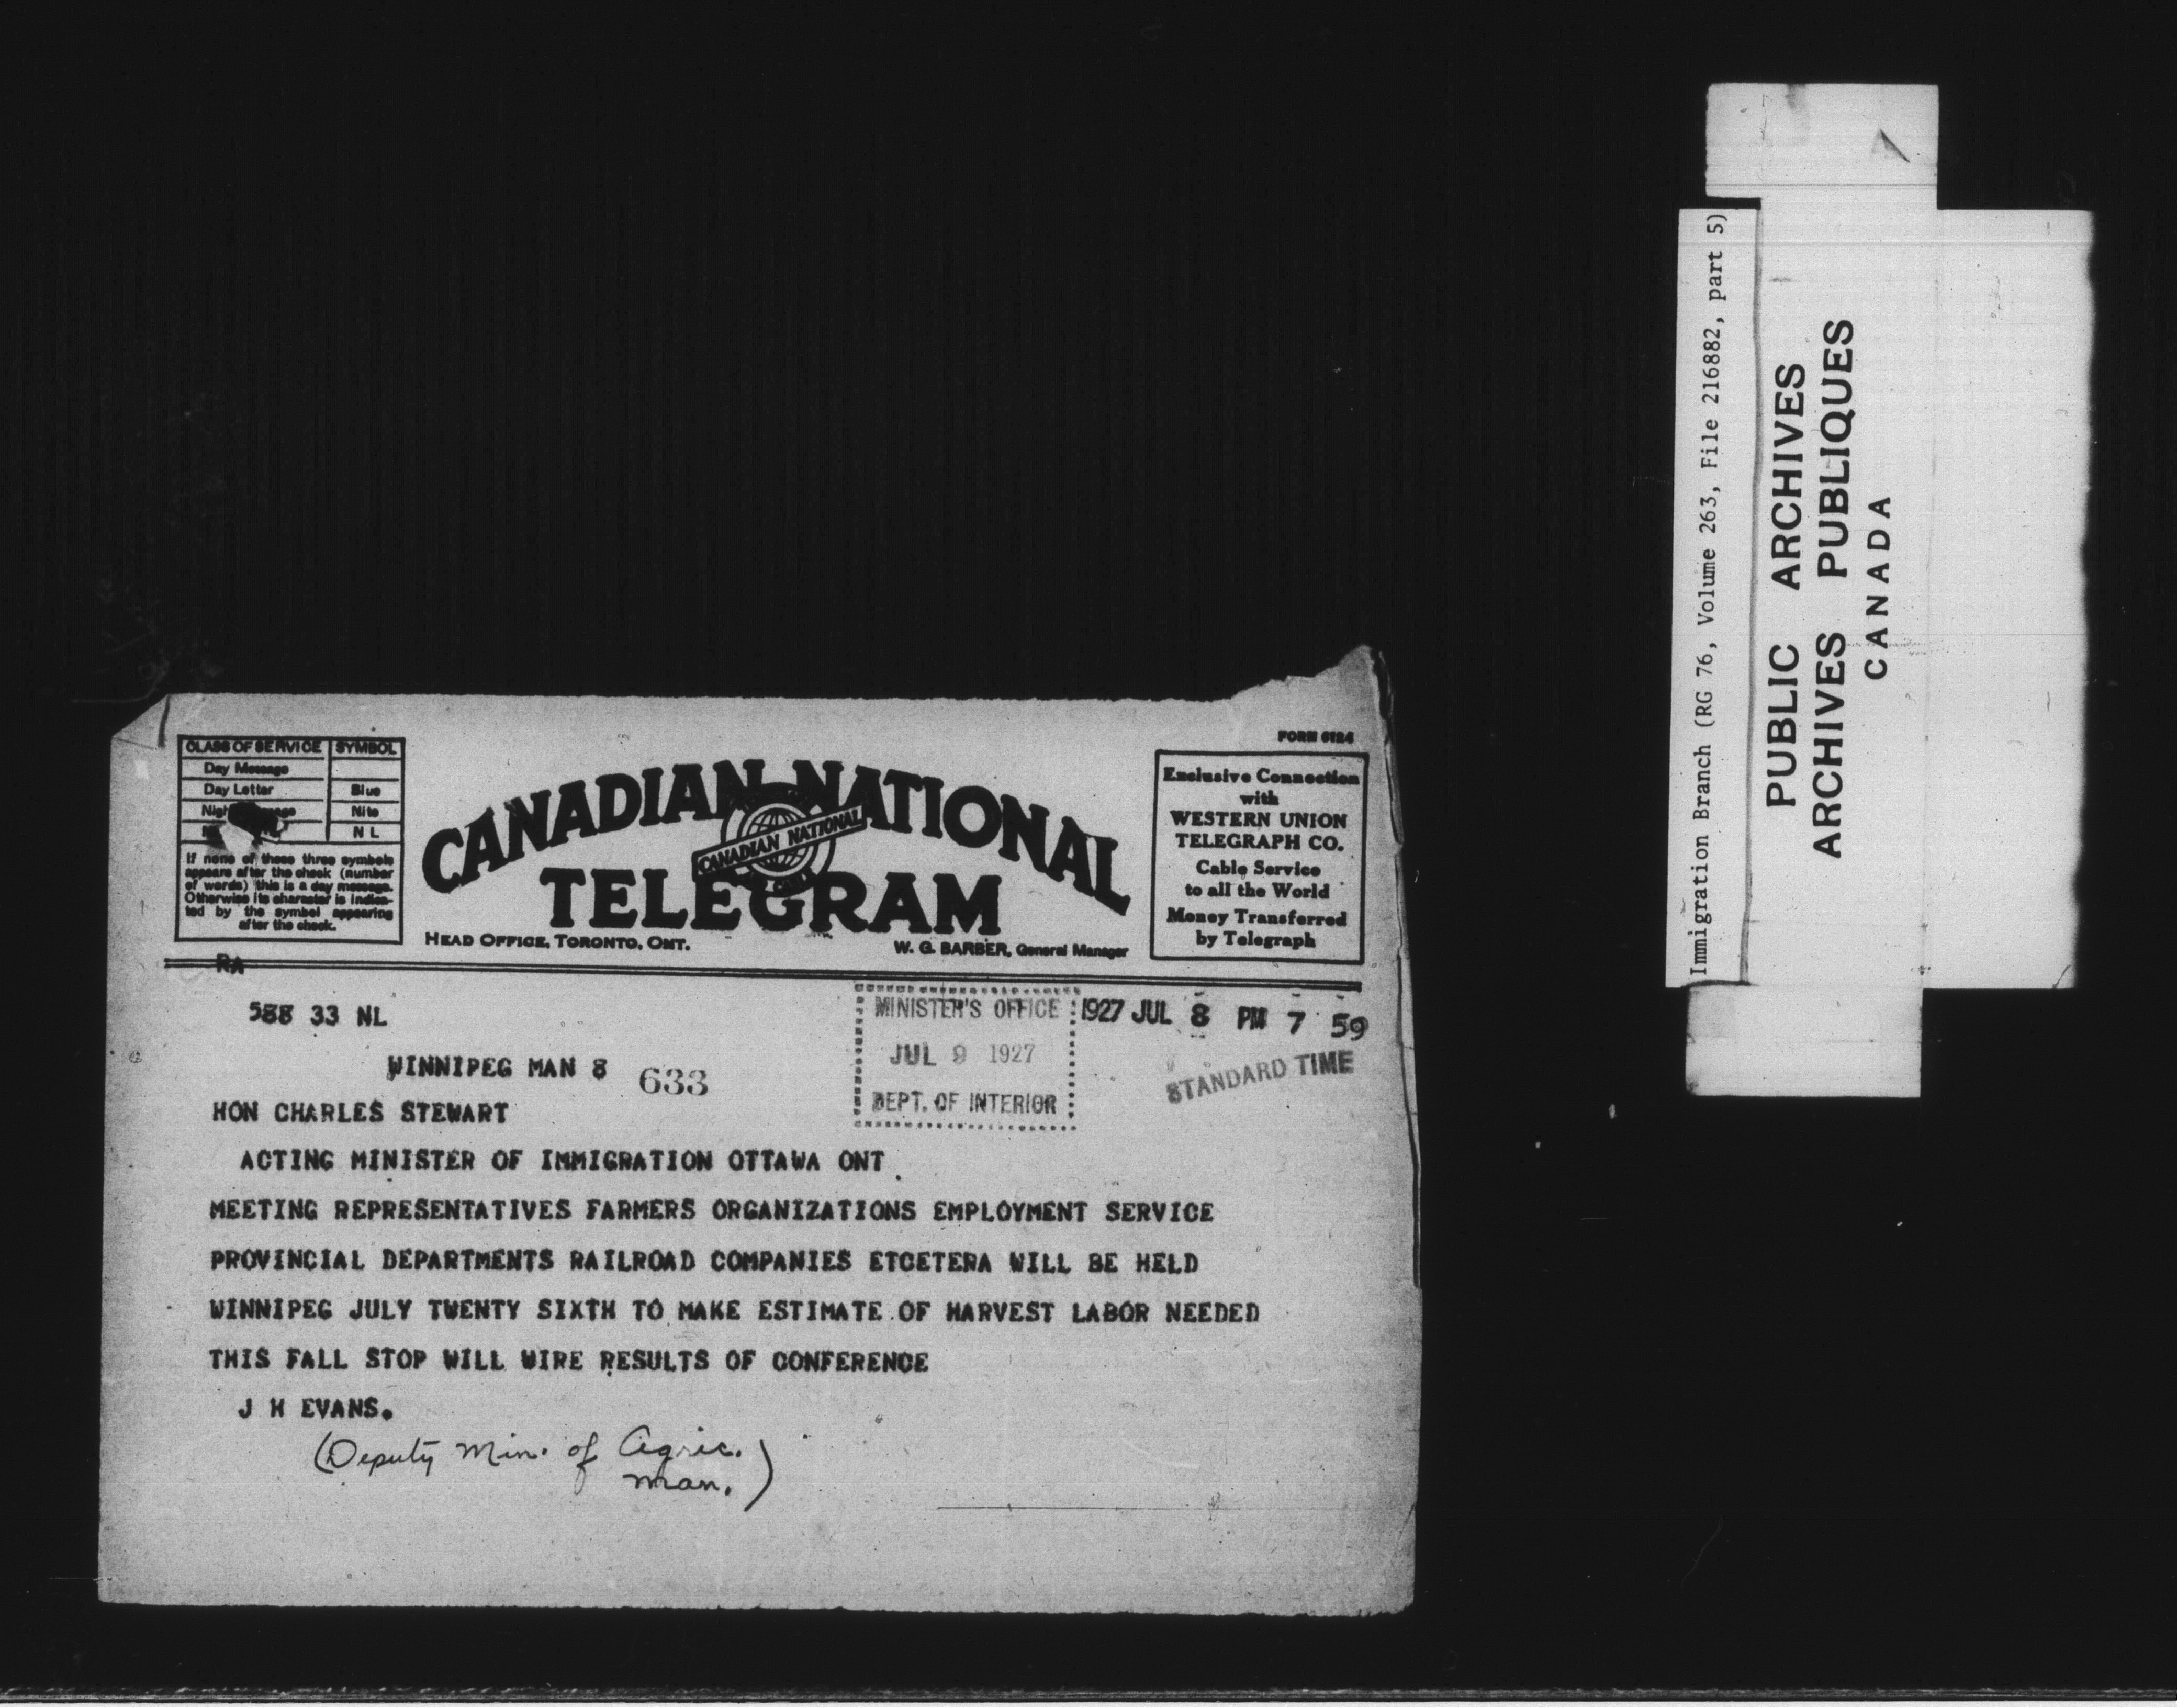 FORM 6124
CLASS OF SERVICE SYMBOL
Day Message
Day Letter Blue
Nite
N L
If none of these three symbols
appears after the check (number
of words) this is a day message.
Otherwise its character is indica-
ted by the symbol appearing
after the check.
CANADIAN NATIONAL
CANADIAN NATIONAL
TELEGRAM
HEAD OFFICE, TORONTO, ONT.
W. G. BARBER, General Manager
Exclusive Connection
with
WESTERN UNION
TELEGRAPH CO.
Cable Service
to all the World
Money Transferred
by Telegraph
RA
588 33 NL
MINISTER'S OFFICE
JUL 9 1927
DEPT. OF INTERIOR
1927 JUL 8 PM 7 59
STANDARD TIME
WINNIPEG MAN 8 633
HON CHARLES STEWART
ACTING MINISTER OF IMMIGRATION OTTAWA ONT
MEETING REPRESENTATIVES FARMERS ORGANIZATIONS EMPLOYMENT SERVICE
PROVINCIAL DEPARTMENTS RAILROAD COMPANIES ETCETERA WILL BE HELD
WINNIPEG JULY TWENTY SIXTH TO MAKE ESTIMATE OF HARVEST LABOR NEEDED
THIS FALL STOP WILL WIRE RESULTS OF CONFERENCE
J H EVANS.
(Deputy Min. of Agric.
Man.)
Immigration Branch (RG 76, Volume 263, File 216882, part 5)
PUBLIC ARCHIVES
ARCHIVES PUBLIQUES
CANADA